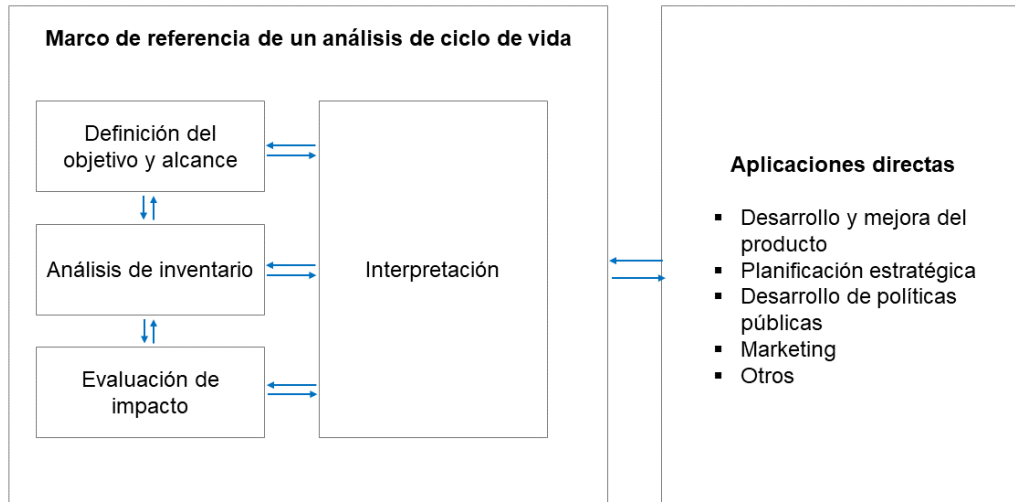 Marco de referencia de un análisis de ciclo de vida
Definición del
objetivo y alcance
Análisis de inventario
Evaluación de
impacto
Interpretación
Aplicaciones directas
▪ Desarrollo y mejora del
producto
▪ Planificación estratégica
▪ Desarrollo de políticas
públicas
▪ Marketing
▪ Otros